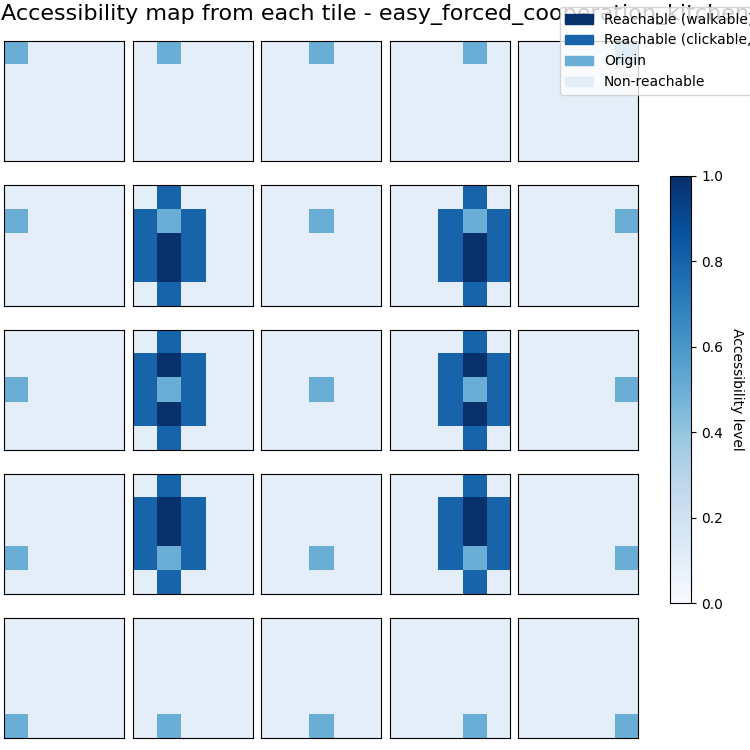 Accessibility map from each tile - easy_forced_cooperation_kitchen
Reachable (walkable)
Reachable (clickable,
Origin
Non-reachable
1.0
0.8
0.6
0.4
0.2
0.0
Accessibility level